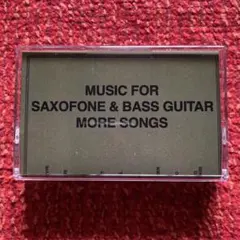 MUSIC FOR
SAXOFONE & BASS GUITAR
MORE SONGS